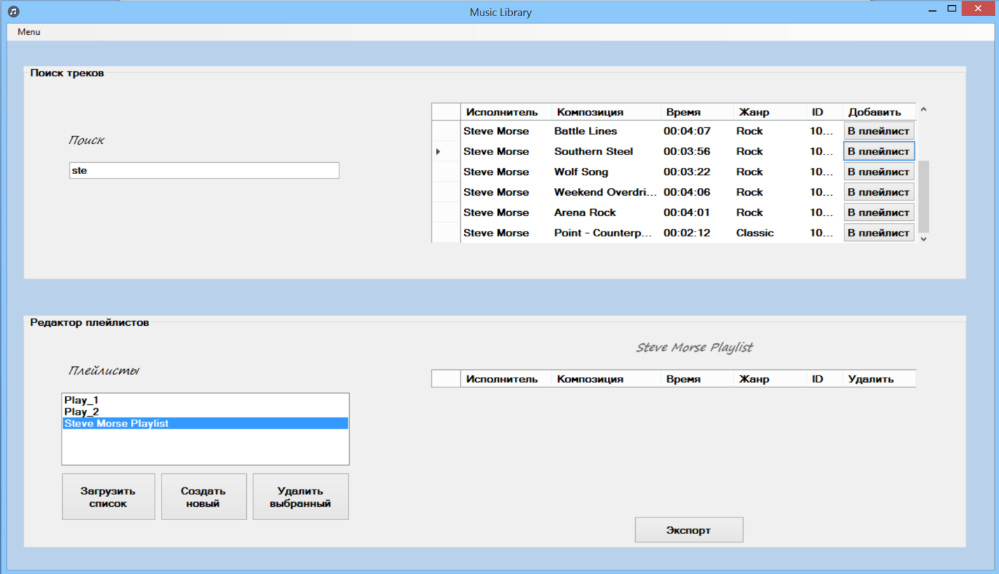 Music Library
Menu
Поиск треков
Поиск
ste
Исполнитель Композиция Время Жанр ID Добавить
Steve Morse Battle Lines 00:04:07 Rock 10... В плейлист
Steve Morse Southern Steel 00:03:56 Rock 10... В плейлист
Steve Morse Wolf Song 00:03:22 Rock 10... В плейлист
Steve Morse Weekend Overdri... 00:04:06 Rock 10... В плейлист
Steve Morse Arena Rock 00:04:01 Rock 10... В плейлист
Steve Morse Point - Counterp... 00:02:12 Classic 10... В плейлист
Редактор плейлистов
Плейлисты
Play_1
Play_2
Steve Morse Playlist
Загрузить
список
Создать
новый
Удалить
выбранный
Steve Morse Playlist
Исполнитель Композиция Время Жанр ID Удалить
Экспорт